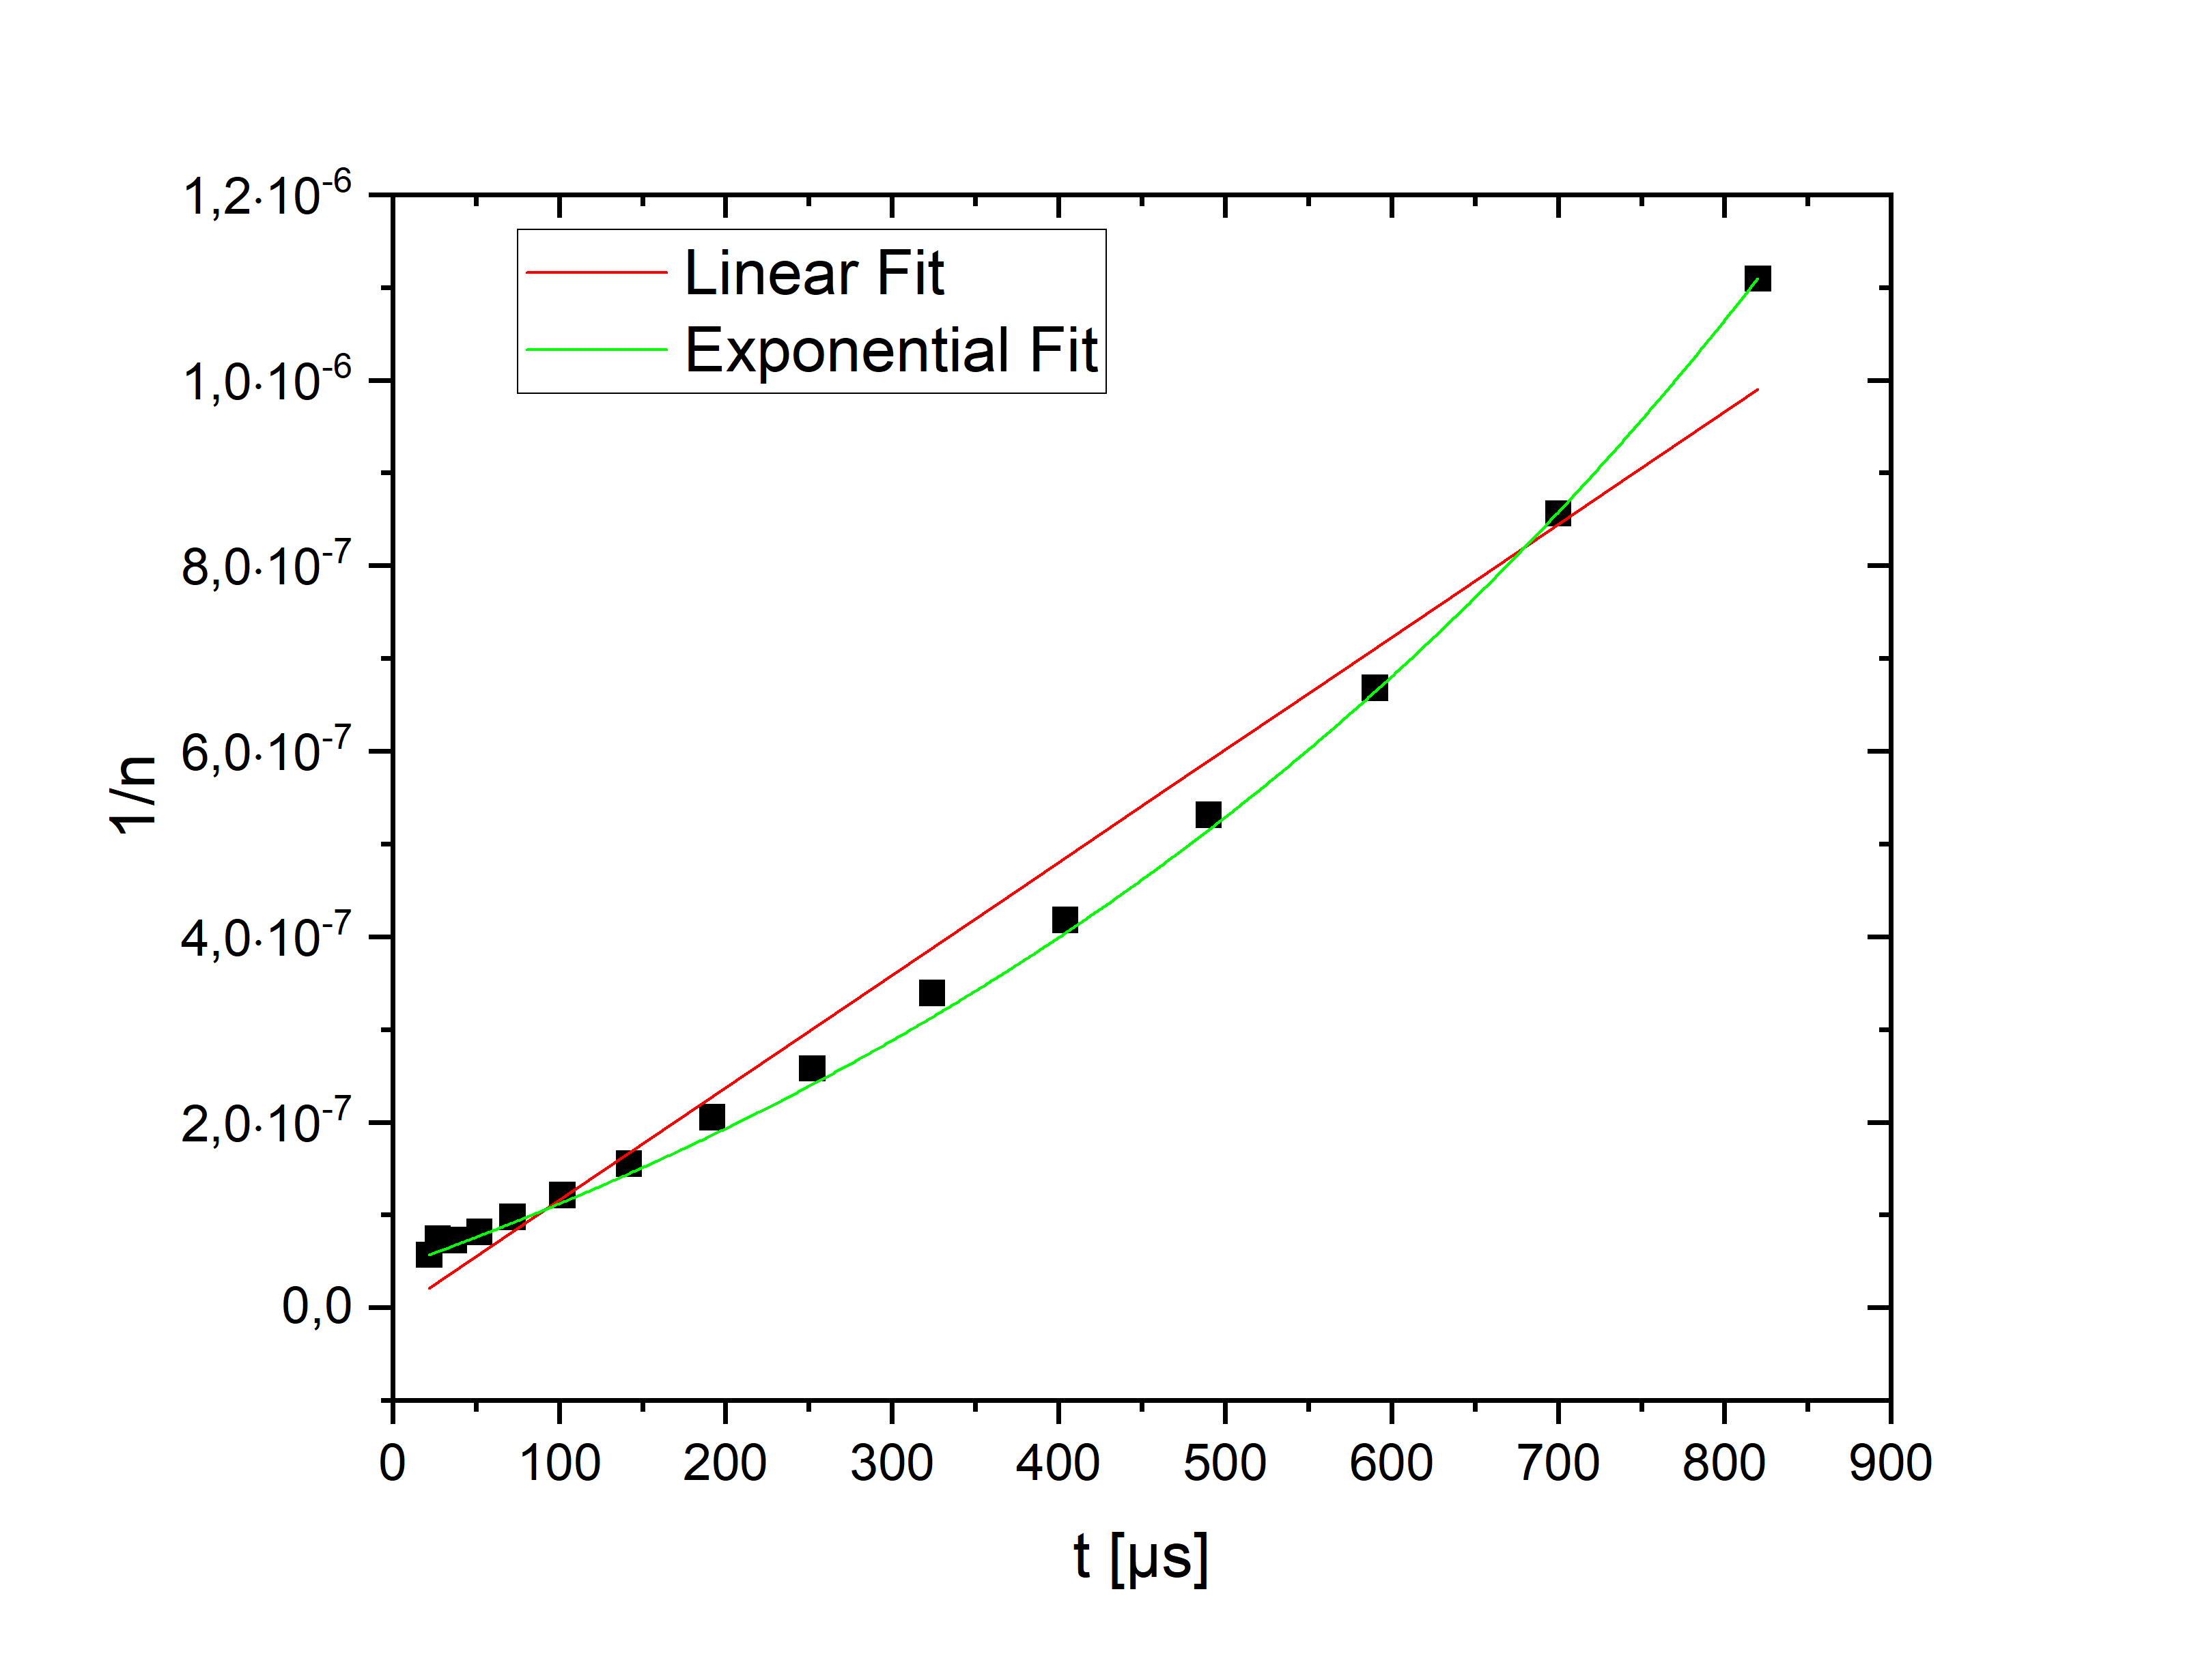 1,2·10⁻⁶
1,0·10⁻⁶
8,0·10⁻⁷
6,0·10⁻⁷
4,0·10⁻⁷
2,0·10⁻⁷
0,0
1/n
Linear Fit
Exponential Fit
0 100 200 300 400 500 600 700 800 900
t [µs]